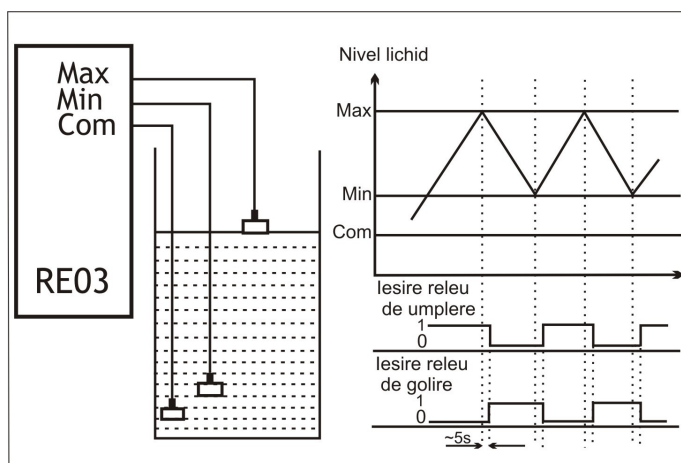 Max
Min
Com
RE03
Nivel lichid
Max
Min
Com
Iesire releu
de umplere
1
0
Iesire releu
de golire
1
0
~5s